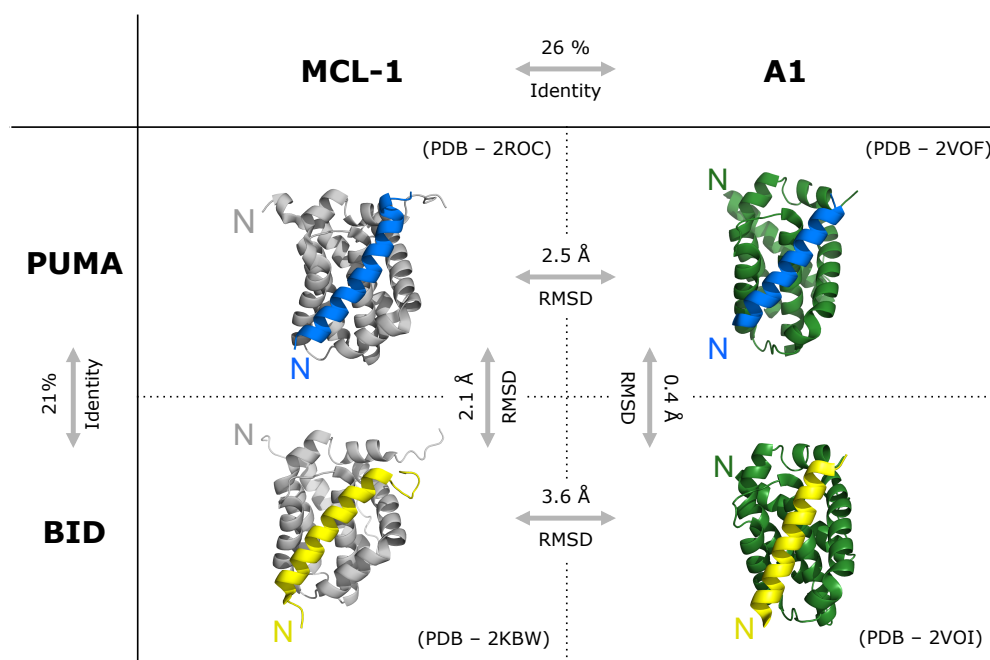 MCL-1
26 %
Identity
A1
(PDB – 2ROC)
(PDB – 2VOF)
N
N
PUMA
2.5 Å
RMSD
N
N
21%
Identity
2.1 Å
RMSD
RMSD
0.4 Å
N
N
BID
3.6 Å
RMSD
N
N
(PDB – 2KBW)
(PDB – 2VOI)